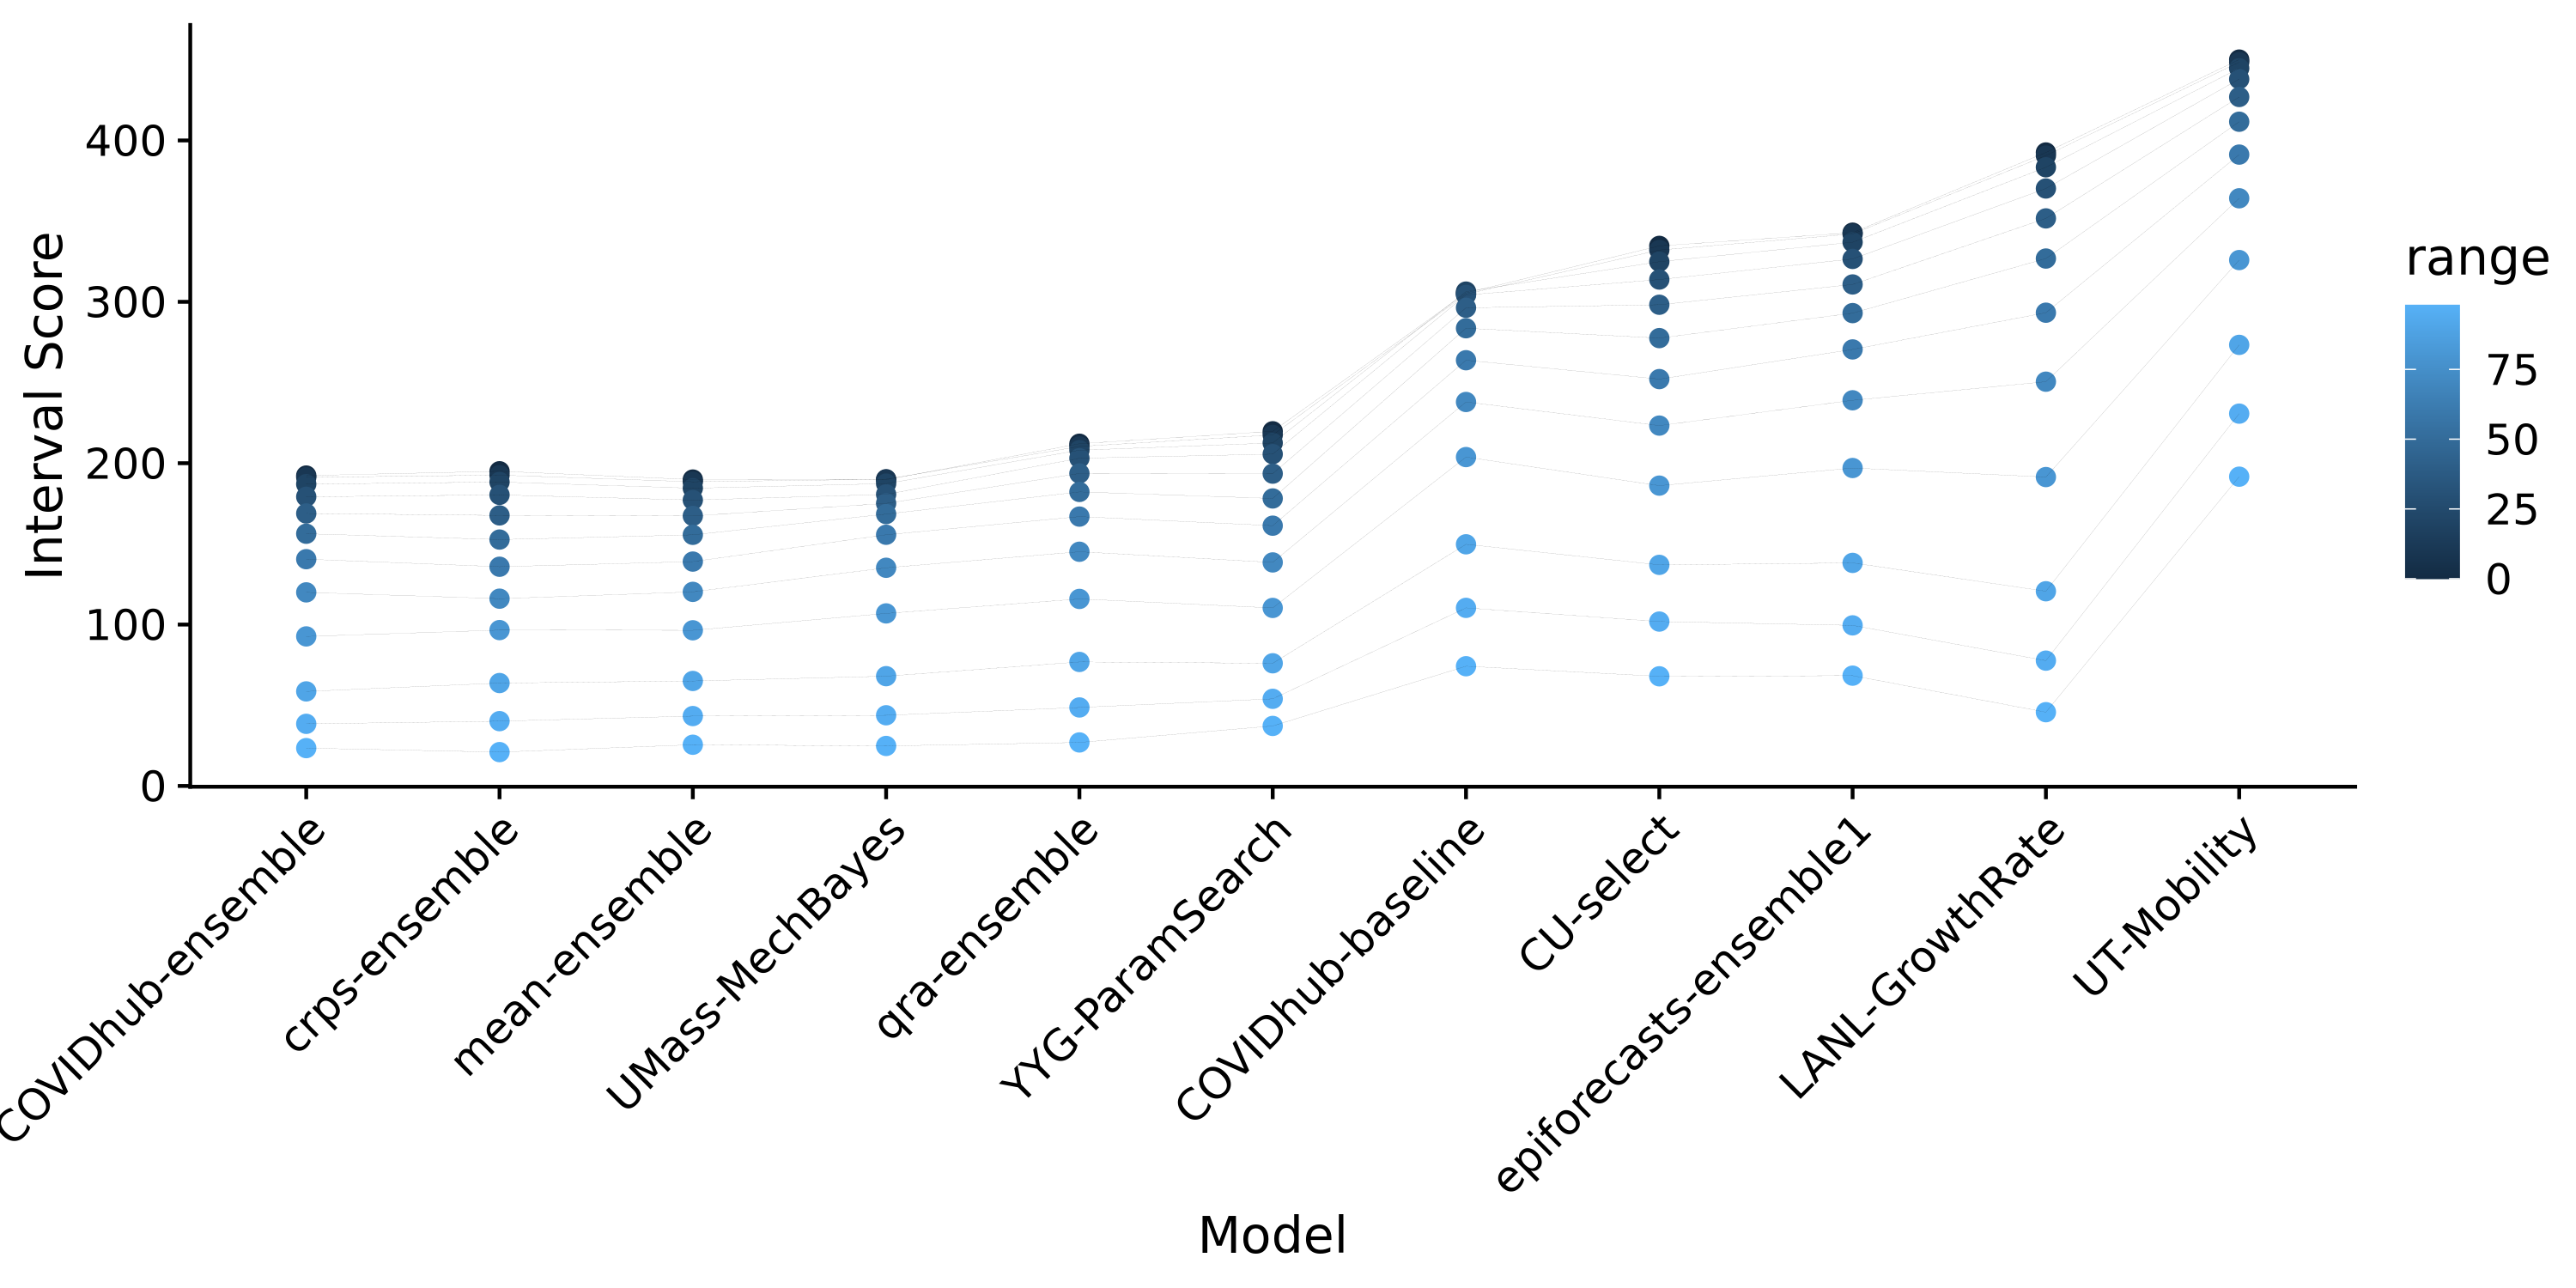 Interval Score
400
300
200
100
0
COVIDhub-ensemble
crps-ensemble
mean-ensemble
UMass-MechBayes
qra-ensemble
YYG-ParamSearch
COVIDhub-baseline
CU-select
epiforecasts-ensemble1
LANL-GrowthRate
UT-Mobility
Model
range
75
50
25
0